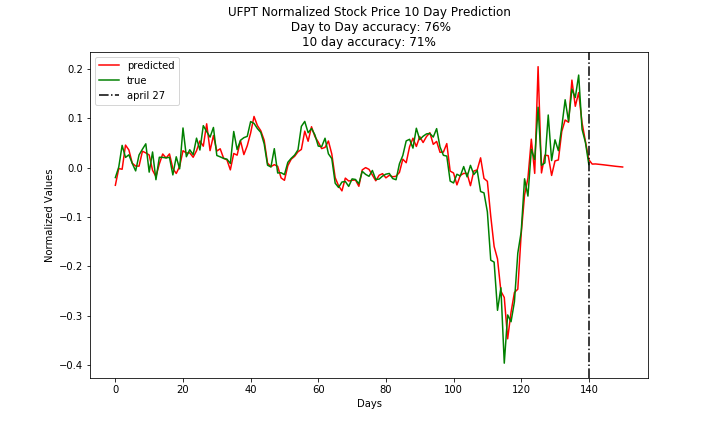 UFPT Normalized Stock Price 10 Day Prediction
Day to Day accuracy: 76%
10 day accuracy: 71%
predicted
true
april 27
Normalized Values
0.2
0.1
0.0
−0.1
−0.2
−0.3
−0.4
0 20 40 60 80 100 120 140
Days